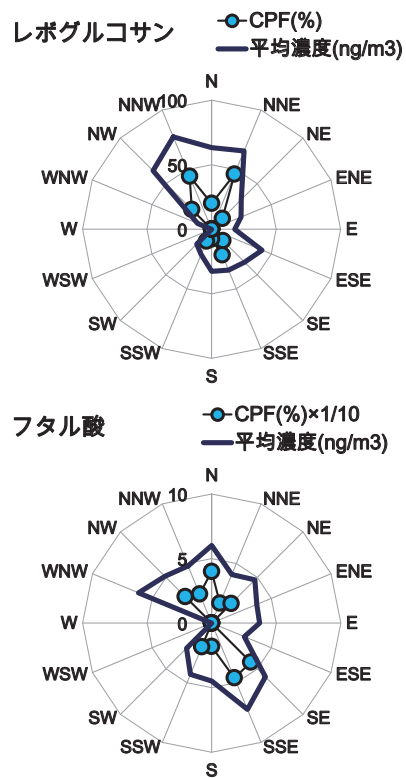 レボグルコサン
CPF(%)
平均濃度(ng/m3)
N
NNE
NE
ENE
E
ESE
SE
SSE
S
SSW
SW
WSW
W
WNW
NW
NNW
100
50
0
フタル酸
CPF(%)×1/10
平均濃度(ng/m3)
N
NNE
NE
ENE
E
ESE
SE
SSE
S
SSW
SW
WSW
W
WNW
NW
NNW
10
5
0